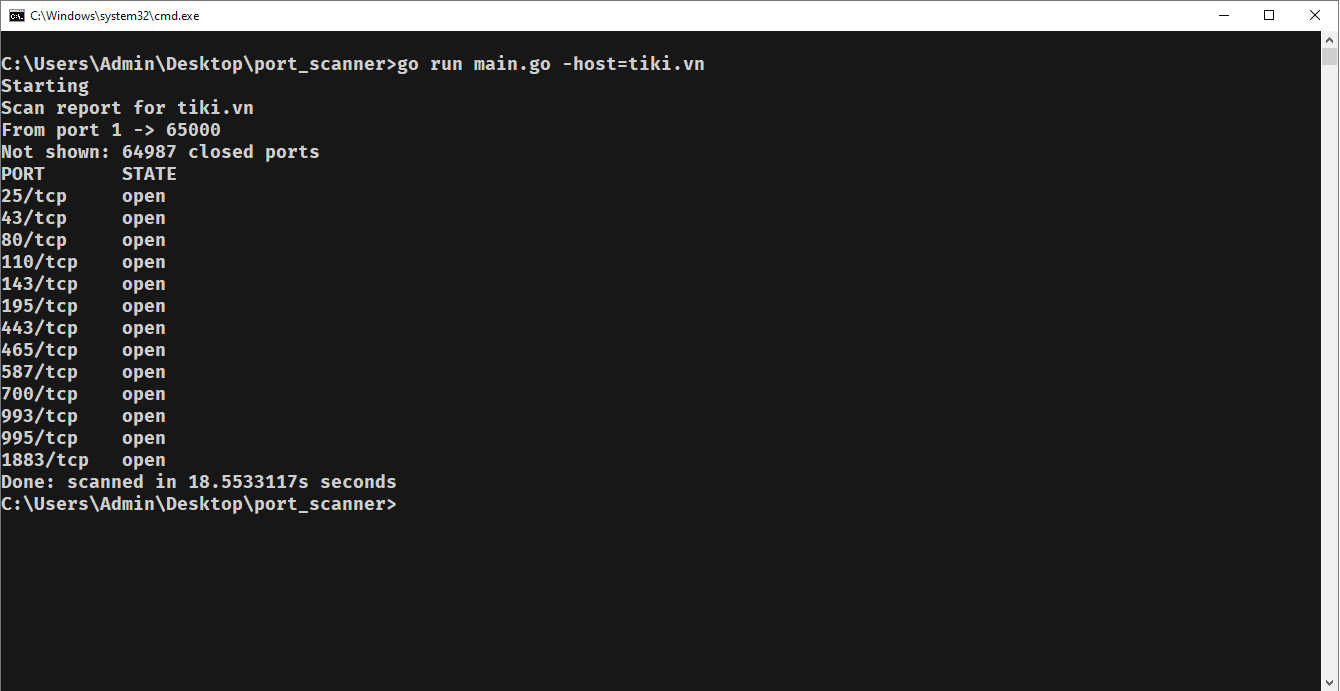 C:\Windows\system32\cmd.exe
C:\Users\Admin\Desktop\port_scanner>go run main.go -host=tiki.vn
Starting
Scan report for tiki.vn
From port 1 -> 65000
Not shown: 64987 closed ports
PORT       STATE
25/tcp     open
43/tcp     open
80/tcp     open
110/tcp    open
143/tcp    open
195/tcp    open
443/tcp    open
465/tcp    open
587/tcp    open
700/tcp    open
993/tcp    open
995/tcp    open
1883/tcp   open
Done: scanned in 18.5533117s seconds
C:\Users\Admin\Desktop\port_scanner>